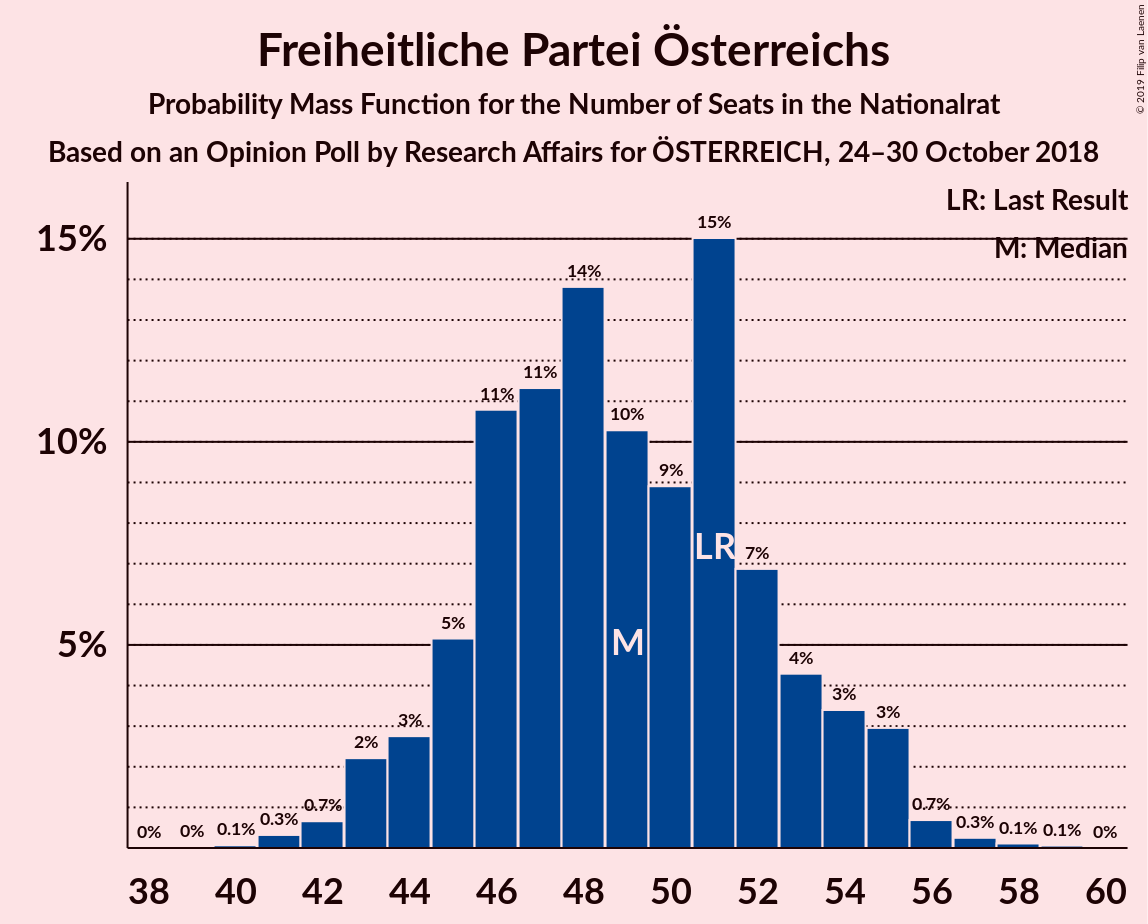 Freiheitliche Partei Österreichs
Probability Mass Function for the Number of Seats in the Nationalrat
Based on an Opinion Poll by Research Affairs for ÖSTERREICH, 24–30 October 2018
© 2019 Filip van Laenen
LR: Last Result
M: Median
15%
10%
5%
0% 0% 0.1% 0.3% 0.7% 2% 3% 5% 11% 11% 14% 10% 9% 15% 7% 4% 3% 3% 0.7% 0.3% 0.1% 0.1% 0%
LR
M
38 40 42 44 46 48 50 52 54 56 58 60